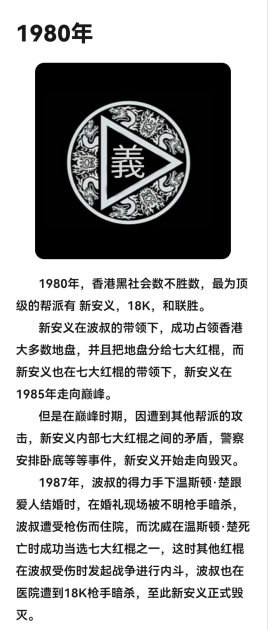 1980年
義
1980年，香港黑社会数不胜数，最为顶
级的帮派有 新安义，18K，和联胜。
新安义在波叔的带领下，成功占领香港
大多数地盘，并且把地盘分给七大红棍，而
新安义也在七大红棍的带领下，新安义在
1985年走向巅峰。
但是在巅峰时期，因遭到其他帮派的攻
击，新安义内部七大红棍之间的矛盾，警察
安排卧底等等事件，新安义开始走向毁灭。
1987年，波叔的得力手下温斯顿·楚跟
爱人结婚时，在婚礼现场被不明枪手暗杀，
波叔遭受枪伤而住院，而沈威在温斯顿·楚死
亡时成功当选七大红棍之一，这时其他红棍
在波叔受伤时发起战争进行内斗，波叔也在
医院遭到18K枪手暗杀，至此新安义正式毁
灭。